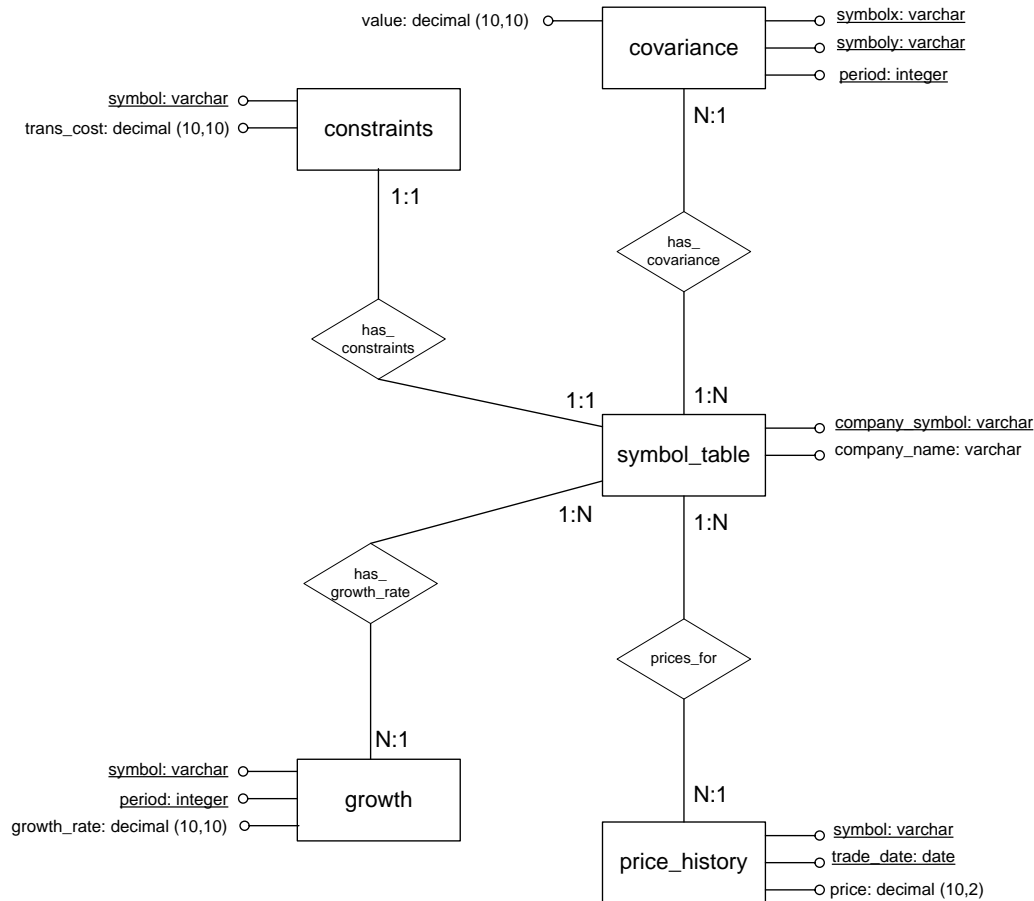 value: decimal (10,10)
covariance
symbolx: varchar
symboly: varchar
period: integer
symbol: varchar
trans_cost: decimal (10,10)
constraints
N:1
1:1
has_
covariance
has_
constraints
1:1
1:N
symbol_table
company_symbol: varchar
company_name: varchar
1:N
1:N
has_
growth_rate
prices_for
N:1
symbol: varchar
period: integer
growth_rate: decimal (10,10)
growth
N:1
price_history
symbol: varchar
trade_date: date
price: decimal (10,2)